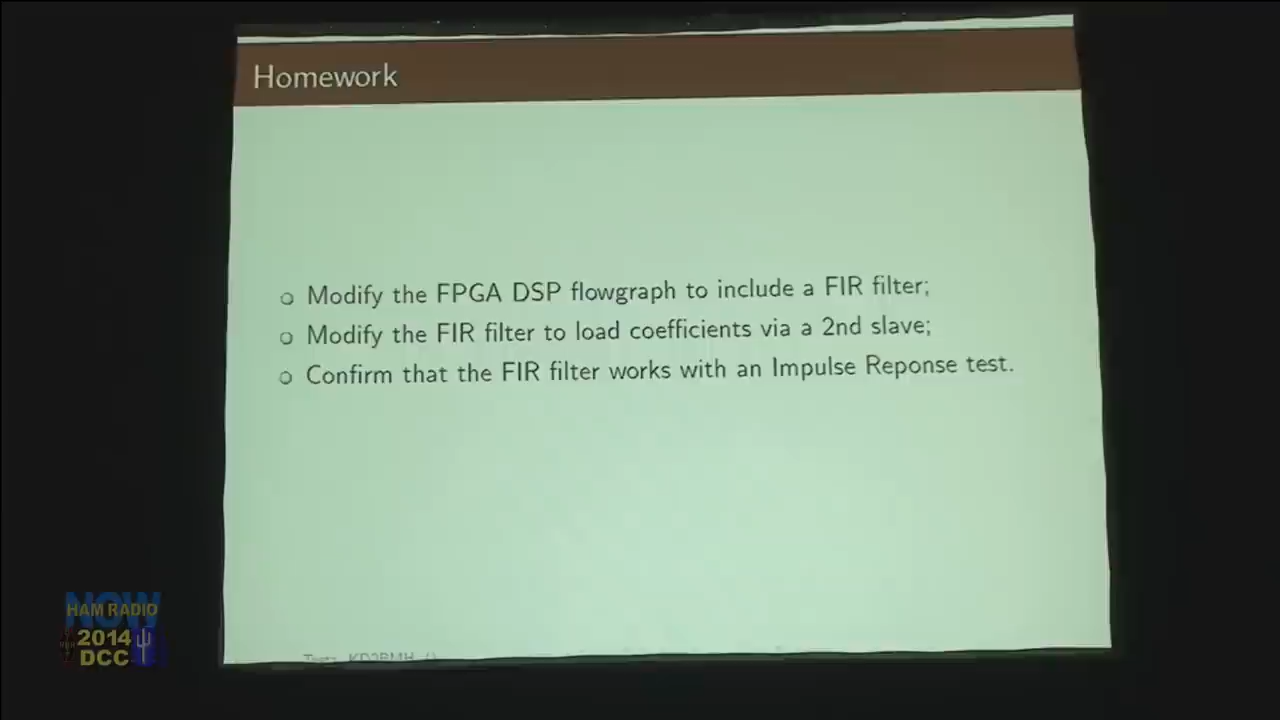 Homework
Modify the FPGA DSP flowgraph to include a FIR filter;
Modify the FIR filter to load coefficients via a 2nd slave;
Confirm that the FIR filter works with an Impulse Reponse test.
NOW
HAM RADIO
2014
DCC